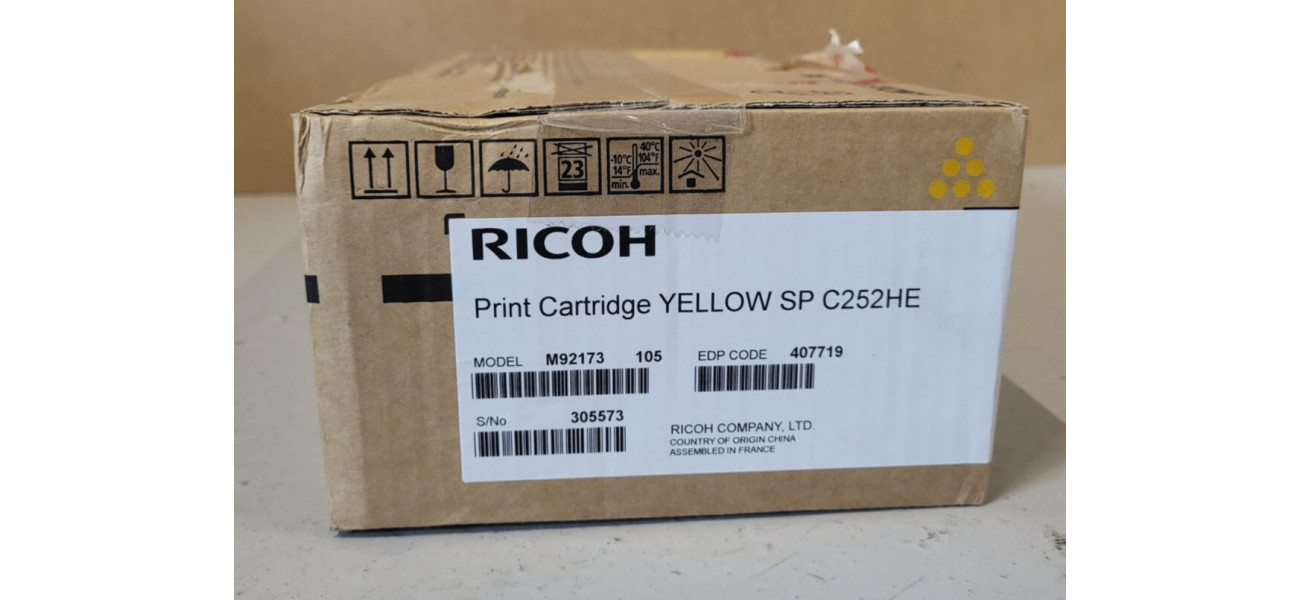 23
-10°C
14°F
min.
40°C
104°F
max.
RICOH
Print Cartridge YELLOW SP C252HE
MODEL M92173 105 EDP CODE 407719
S/No 305573
RICOH COMPANY, LTD.
COUNTRY OF ORIGIN CHINA
ASSEMBLED IN FRANCE